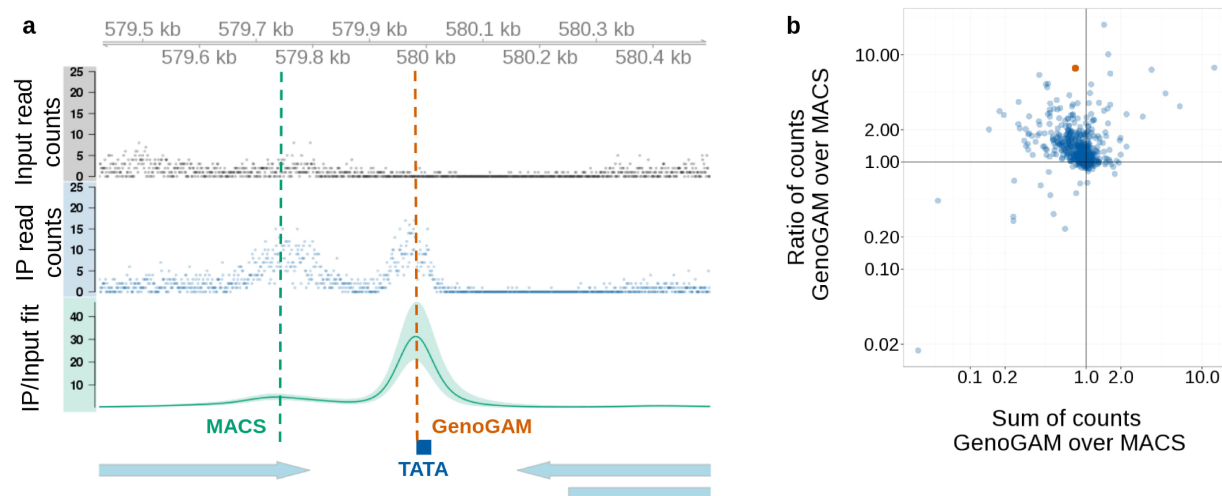 a
579.5 kb 579.7 kb 579.9 kb 580.1 kb 580.3 kb
579.6 kb 579.8 kb 580 kb 580.2 kb 580.4 kb
Input read
counts
25
20
15
10
5
0
IP read
counts
25
20
15
10
5
0
IP/Input fit
40
30
20
10
MACS
GenoGAM
TATA
b
Ratio of counts
GenoGAM over MACS
10.00
2.00
1.00
0.20
0.10
0.02
0.1 0.2 1.0 2.0 10.0
Sum of counts
GenoGAM over MACS